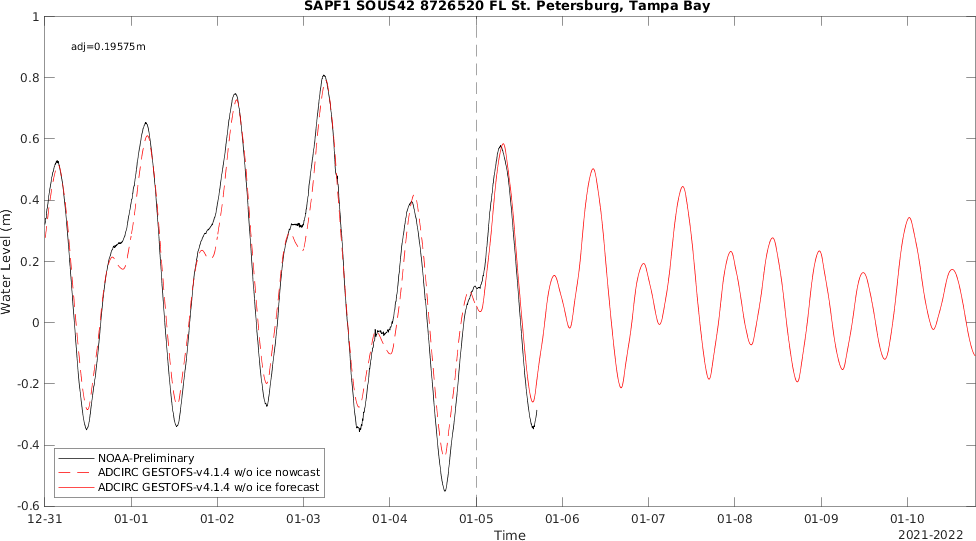 SAPF1 SOUS42 8726520 FL St. Petersburg, Tampa Bay
adj=0.19575m
1
0.8
0.6
0.4
0.2
0
-0.2
-0.4
-0.6
Water Level (m)
NOAA-Preliminary
ADCIRC GESTOFS-v4.1.4 w/o ice nowcast
ADCIRC GESTOFS-v4.1.4 w/o ice forecast
12-31 01-01 01-02 01-03 01-04 01-05 01-06 01-07 01-08 01-09 01-10
Time
2021-2022